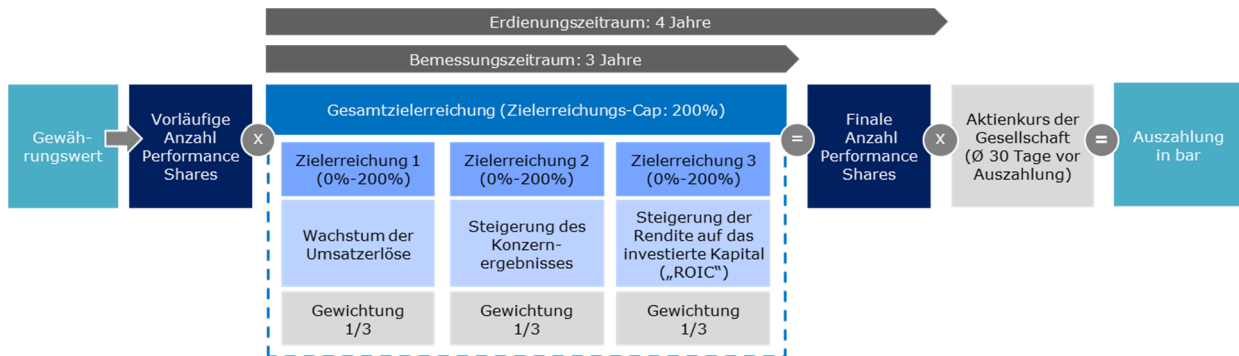 Erdienungszeitraum: 4 Jahre
Bemessungszeitraum: 3 Jahre
Gewäh-
rungswert
Vorläufige
Anzahl
Performance
Shares
x
Gesamtzielerreichung (Zielerreichungs-Cap: 200%)
Zielerreichung 1
(0%-200%)
Wachstum der
Umsatzerlöse
Gewichtung
1/3
Zielerreichung 2
(0%-200%)
Steigerung des
Konzern-
ergebnisses
Gewichtung
1/3
Zielerreichung 3
(0%-200%)
Steigerung der
Rendite auf das
investierte Kapital
(„ROIC“)
Gewichtung
1/3
=
Finale
Anzahl
Performance
Shares
x
Aktienkurs der
Gesellschaft
(Ø 30 Tage vor
Auszahlung)
=
Auszahlung
in bar